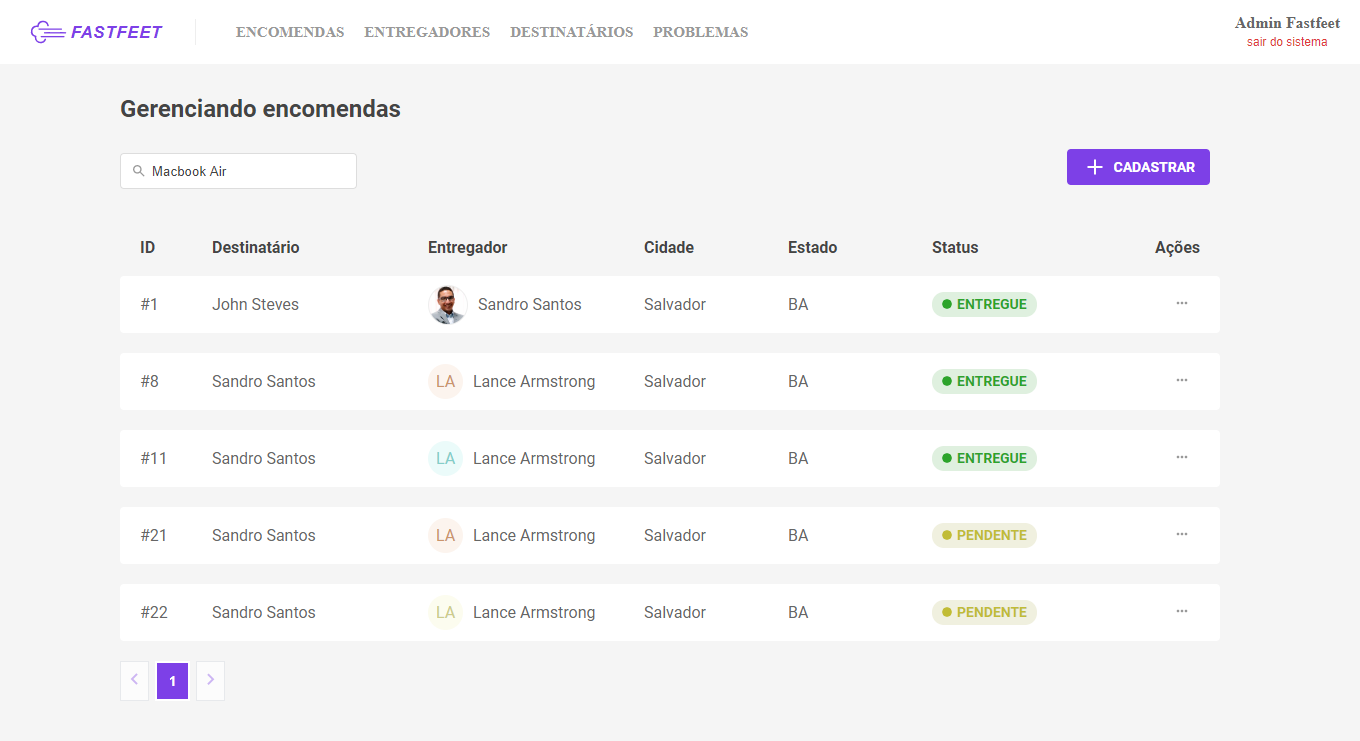 FASTFEET ENCOMENDAS ENTREGADORES DESTINATÁRIOS PROBLEMAS Admin Fastfeet
sair do sistema
Gerenciando encomendas
Macbook Air CADASTRAR
ID Destinatário Entregador Cidade Estado Status Ações
#1 John Steves Sandro Santos Salvador BA ENTREGUE ...
#8 Sandro Santos LA Lance Armstrong Salvador BA ENTREGUE ...
#11 Sandro Santos LA Lance Armstrong Salvador BA ENTREGUE ...
#21 Sandro Santos LA Lance Armstrong Salvador BA PENDENTE ...
#22 Sandro Santos LA Lance Armstrong Salvador BA PENDENTE ...
1